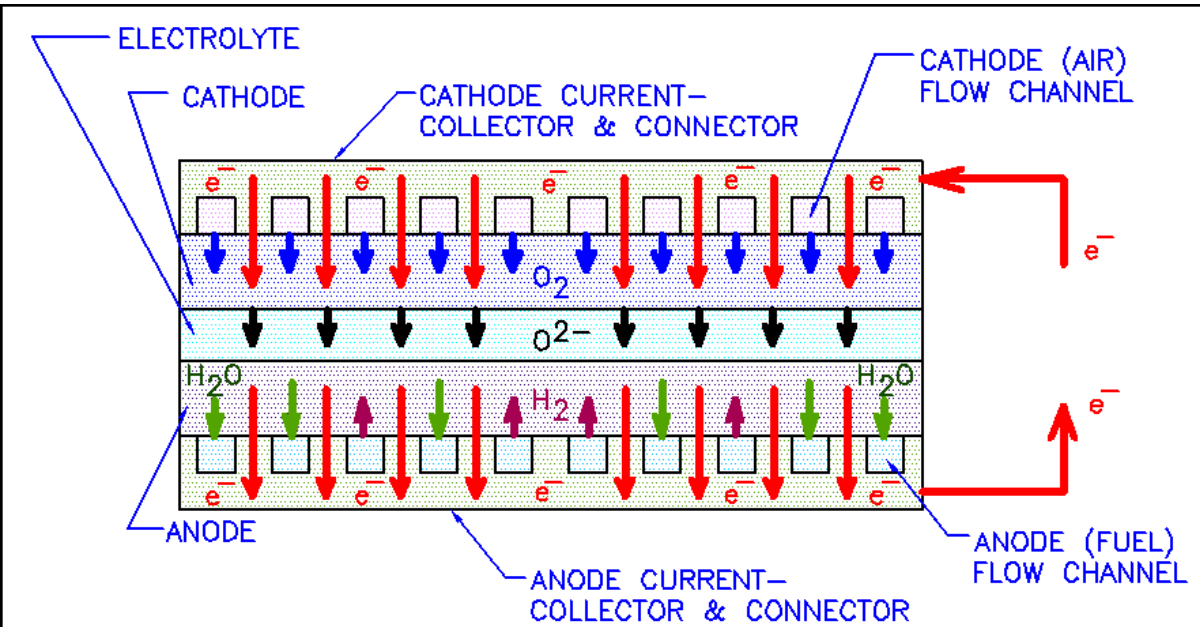 ELECTROLYTE
CATHODE
CATHODE CURRENT-
COLLECTOR & CONNECTOR
CATHODE (AIR)
FLOW CHANNEL
e⁻ e⁻ e⁻ e⁻ e⁻
e⁻
O₂
O²⁻
H₂O H₂ H₂O
e⁻
e⁻ e⁻ e⁻ e⁻ e⁻
ANODE
ANODE CURRENT-
COLLECTOR & CONNECTOR
ANODE (FUEL)
FLOW CHANNEL